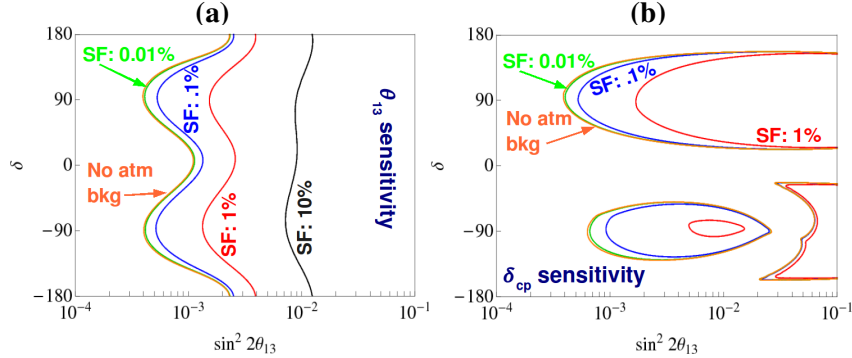 (a)
180
90
0
−90
−180
δ
SF: 0.01%
SF: .1%
No atm
bkg
SF: 1%
SF: 10%
θ13 sensitivity
10⁻⁴
10⁻³
10⁻²
10⁻¹
sin² 2θ13
(b)
180
90
0
−90
−180
δ
SF: 0.01%
SF: .1%
No atm
bkg
SF: 1%
δcp sensitivity
10⁻⁴
10⁻³
10⁻²
10⁻¹
sin² 2θ13